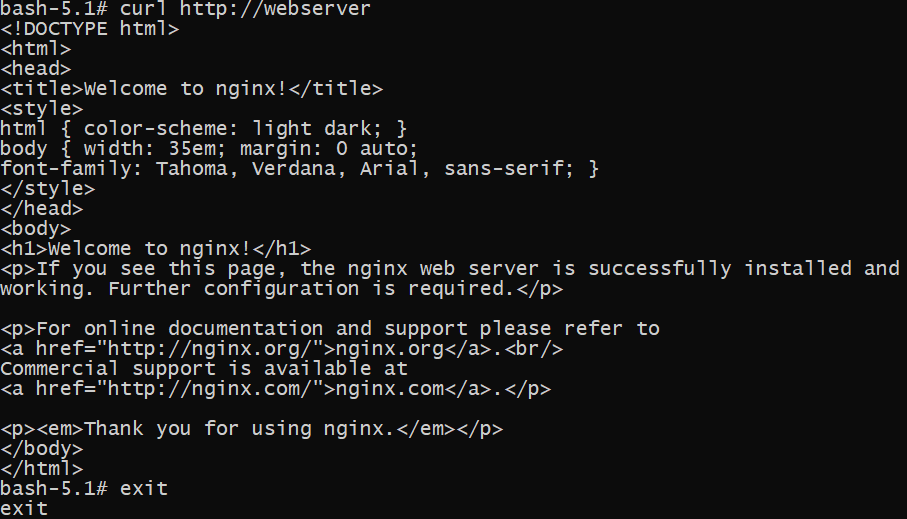 bash-5.1# curl http://webserver
<!DOCTYPE html>
<html>
<head>
<title>Welcome to nginx!</title>
<style>
html { color-scheme: light dark; }
body { width: 35em; margin: 0 auto;
font-family: Tahoma, Verdana, Arial, sans-serif; }
</style>
</head>
<body>
<h1>Welcome to nginx!</h1>
<p>If you see this page, the nginx web server is successfully installed and
working. Further configuration is required.</p>

<p>For online documentation and support please refer to
<a href="http://nginx.org/">nginx.org</a>.<br/>
Commercial support is available at
<a href="http://nginx.com/">nginx.com</a>.</p>

<p><em>Thank you for using nginx.</em></p>
</body>
</html>
bash-5.1# exit
exit